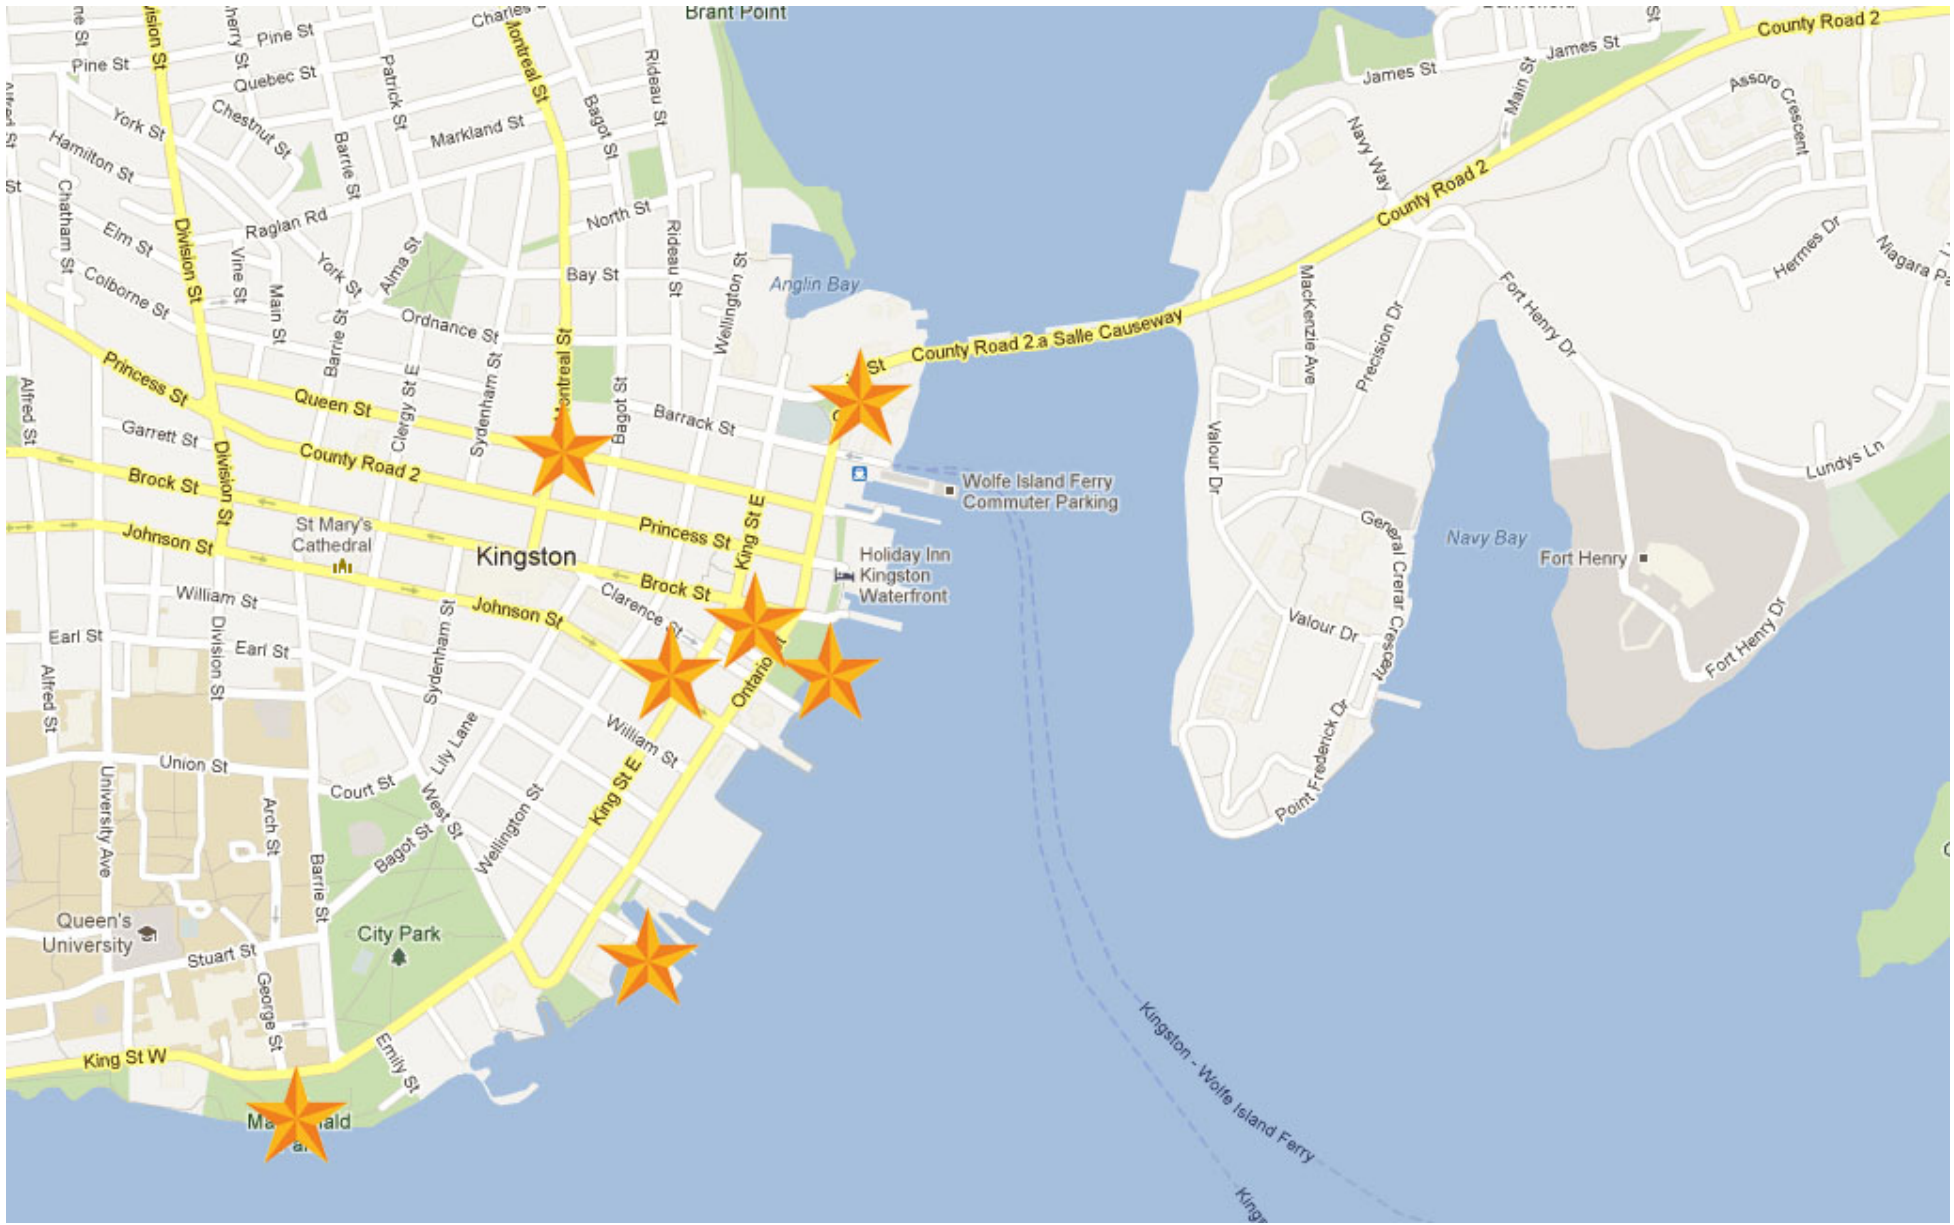 Brant Point
Charles
County Road 2
Pine St
Pine St
Quebec St
James St
James St
Main St
Assoro Crescent
Division St
Montreal St
Patrick St
Bagot St
Rideau St
York St
Chestnut St
Markland St
Hamilton St
Barrie St
Navy Way
Chatham St
Raglan Rd
North St
County Road 2
Hermes Dr
Elm St
Division St
Vine St
Main St
York St
Alma St
Bay St
Rideau St
Wellington St
Anglin Bay
MacKenzie Ave
Precision Dr
Fort Henry Dr
Niagara
Colborne St
Ordnance St
County Road 2.a Salle Causeway
St
Princess St
Barrie St
Clergy St E
Sydenham St
Montreal St
Bagot St
Alfred St
Queen St
Barrack St
Garrett St
County Road 2
Valour Dr
Lundys Ln
Brock St
Division St
Wolfe Island Ferry
Commuter Parking
St Mary's
Cathedral
Johnson St
Kingston
Princess St
King St E
Holiday Inn
Kingston
Waterfront
General Crerar Crescent
Navy Bay
Fort Henry
William St
Brock St
Clarence St
Johnson St
Valour Dr
Earl St
Division St
Earl St
Sydenham St
Alfred St
Ontario
Fort Henry Dr
William St
Lily Lane
Union St
Court St
West St
University Ave
Arch St
King St E
Point Frederick Dr
Bagot St
Wellington St
Barrie St
Queen's
University
City Park
Stuart St
George St
King St W
Emily St
Kingston - Wolfe Island Ferry